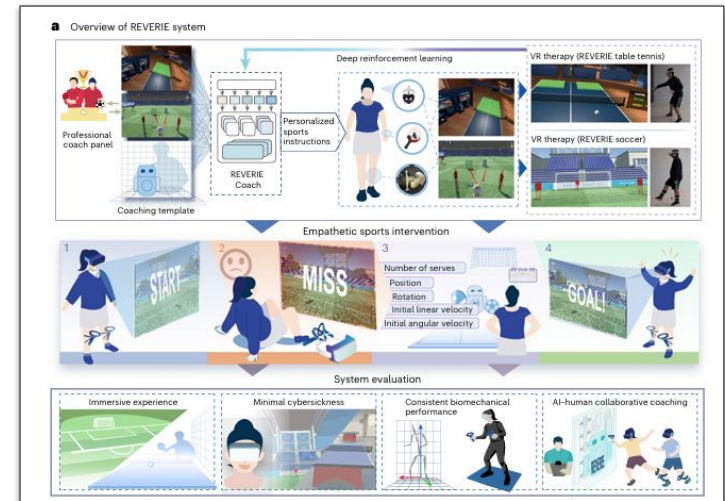 a Overview of REVERIE system
Deep reinforcement learning
VR therapy (REVERIE table tennis)
Professional
coach panel
Personalized
sports
instructions
REVERIE
Coach
VR therapy (REVERIE soccer)
Coaching template
Empathetic sports intervention
1
START
2
MISS
3
Number of serves
Position
Rotation
Initial linear velocity
Initial angular velocity
4
GOAL!
System evaluation
Immersive experience
Minimal cybersickness
Consistent biomechanical
performance
AI–human collaborative coaching
REVERIE